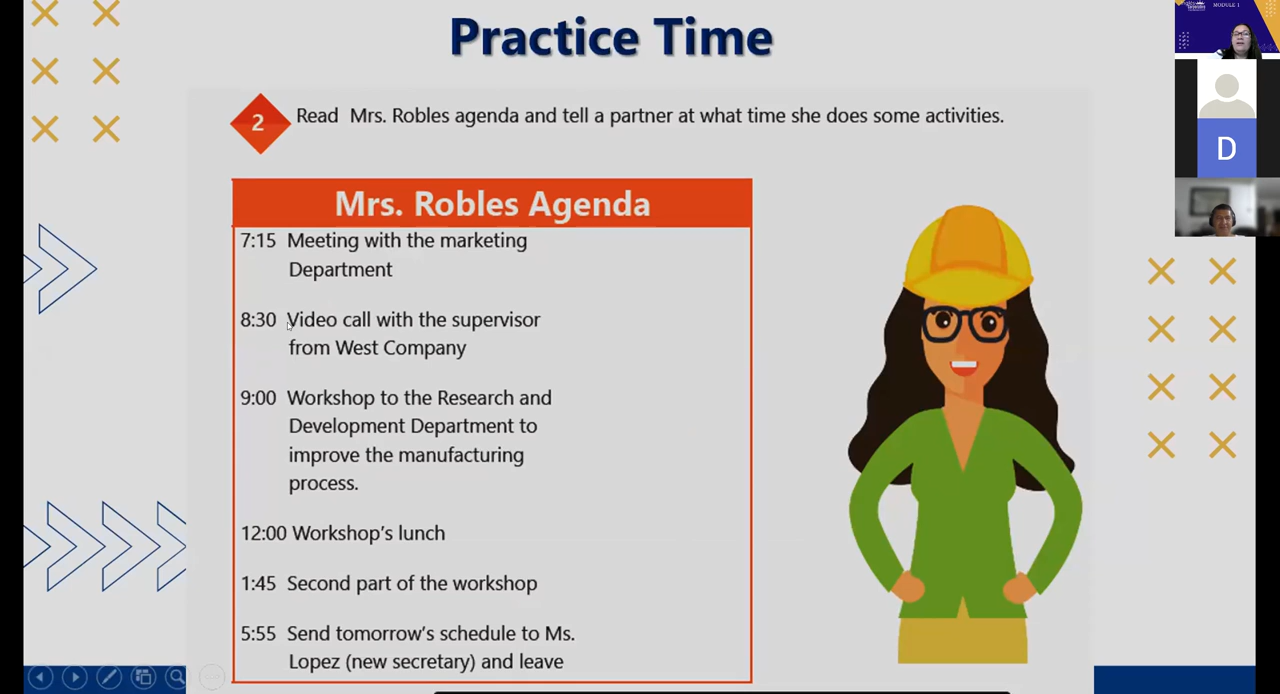 Practice Time
MODULE 1
2
Read Mrs. Robles agenda and tell a partner at what time she does some activities.
D
Mrs. Robles Agenda
7:15 Meeting with the marketing
Department
8:30 Video call with the supervisor
from West Company
9:00 Workshop to the Research and
Development Department to
improve the manufacturing
process.
12:00 Workshop's lunch
1:45 Second part of the workshop
5:55 Send tomorrow's schedule to Ms.
Lopez (new secretary) and leave